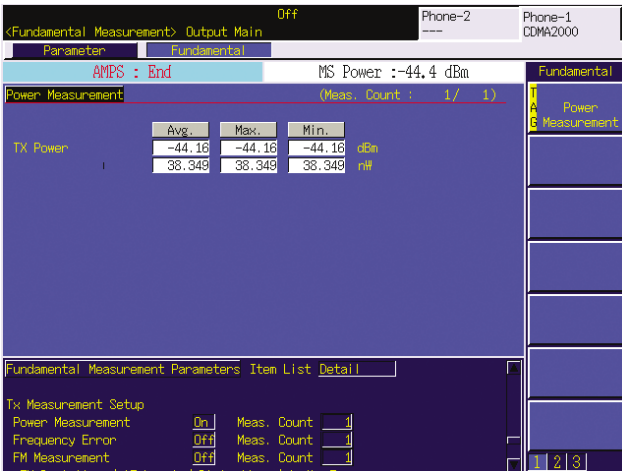 Off
Phone-2
Phone-1
<Fundamental Measurement> Output Main
---
CDMA2000
Parameter
Fundamental
AMPS : End
MS Power :-44.4 dBm
Fundamental
Power Measurement
(Meas. Count : 1/ 1)
TAG
Power
Measurement
Avg. Max. Min.
TX Power -44.16 -44.16 -44.16 dBm
38.349 38.349 38.349 nW
Fundamental Measurement Parameters Item List Detail
Tx Measurement Setup
Power Measurement On Meas. Count 1
Frequency Error Off Meas. Count 1
FM Measurement Off Meas. Count 1
1 2 3